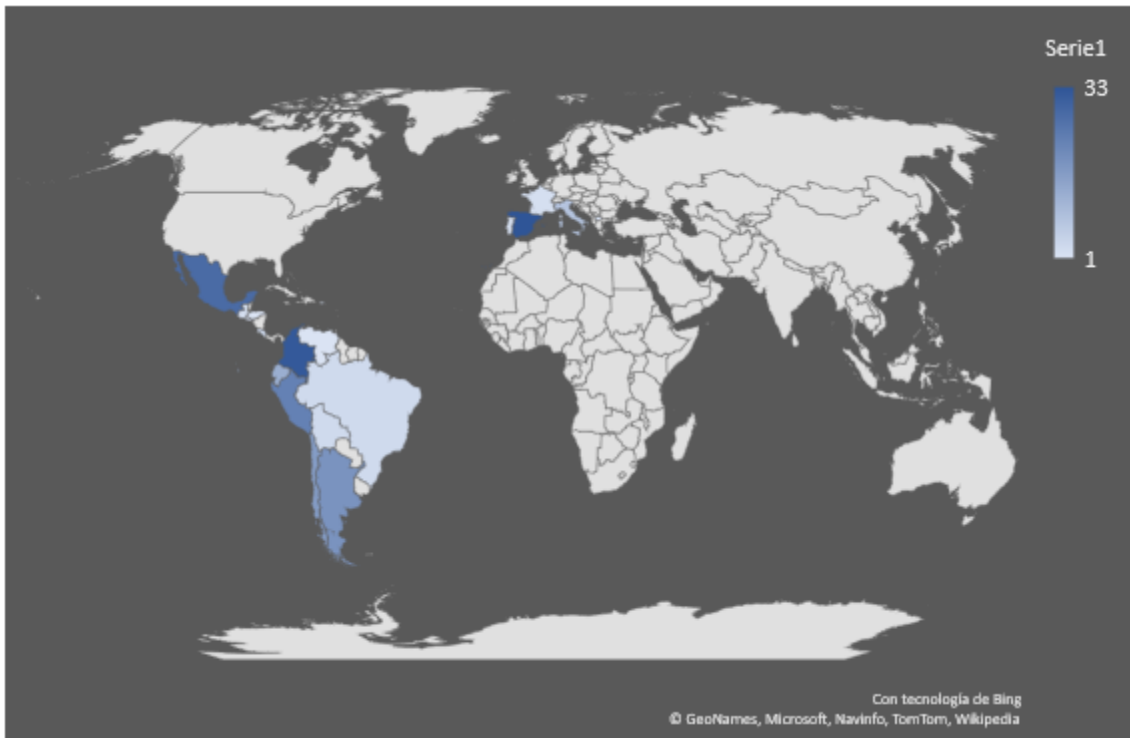 Serie1
33
1
Con tecnología de Bing
© GeoNames, Microsoft, Navinfo, TomTom, Wikipedia